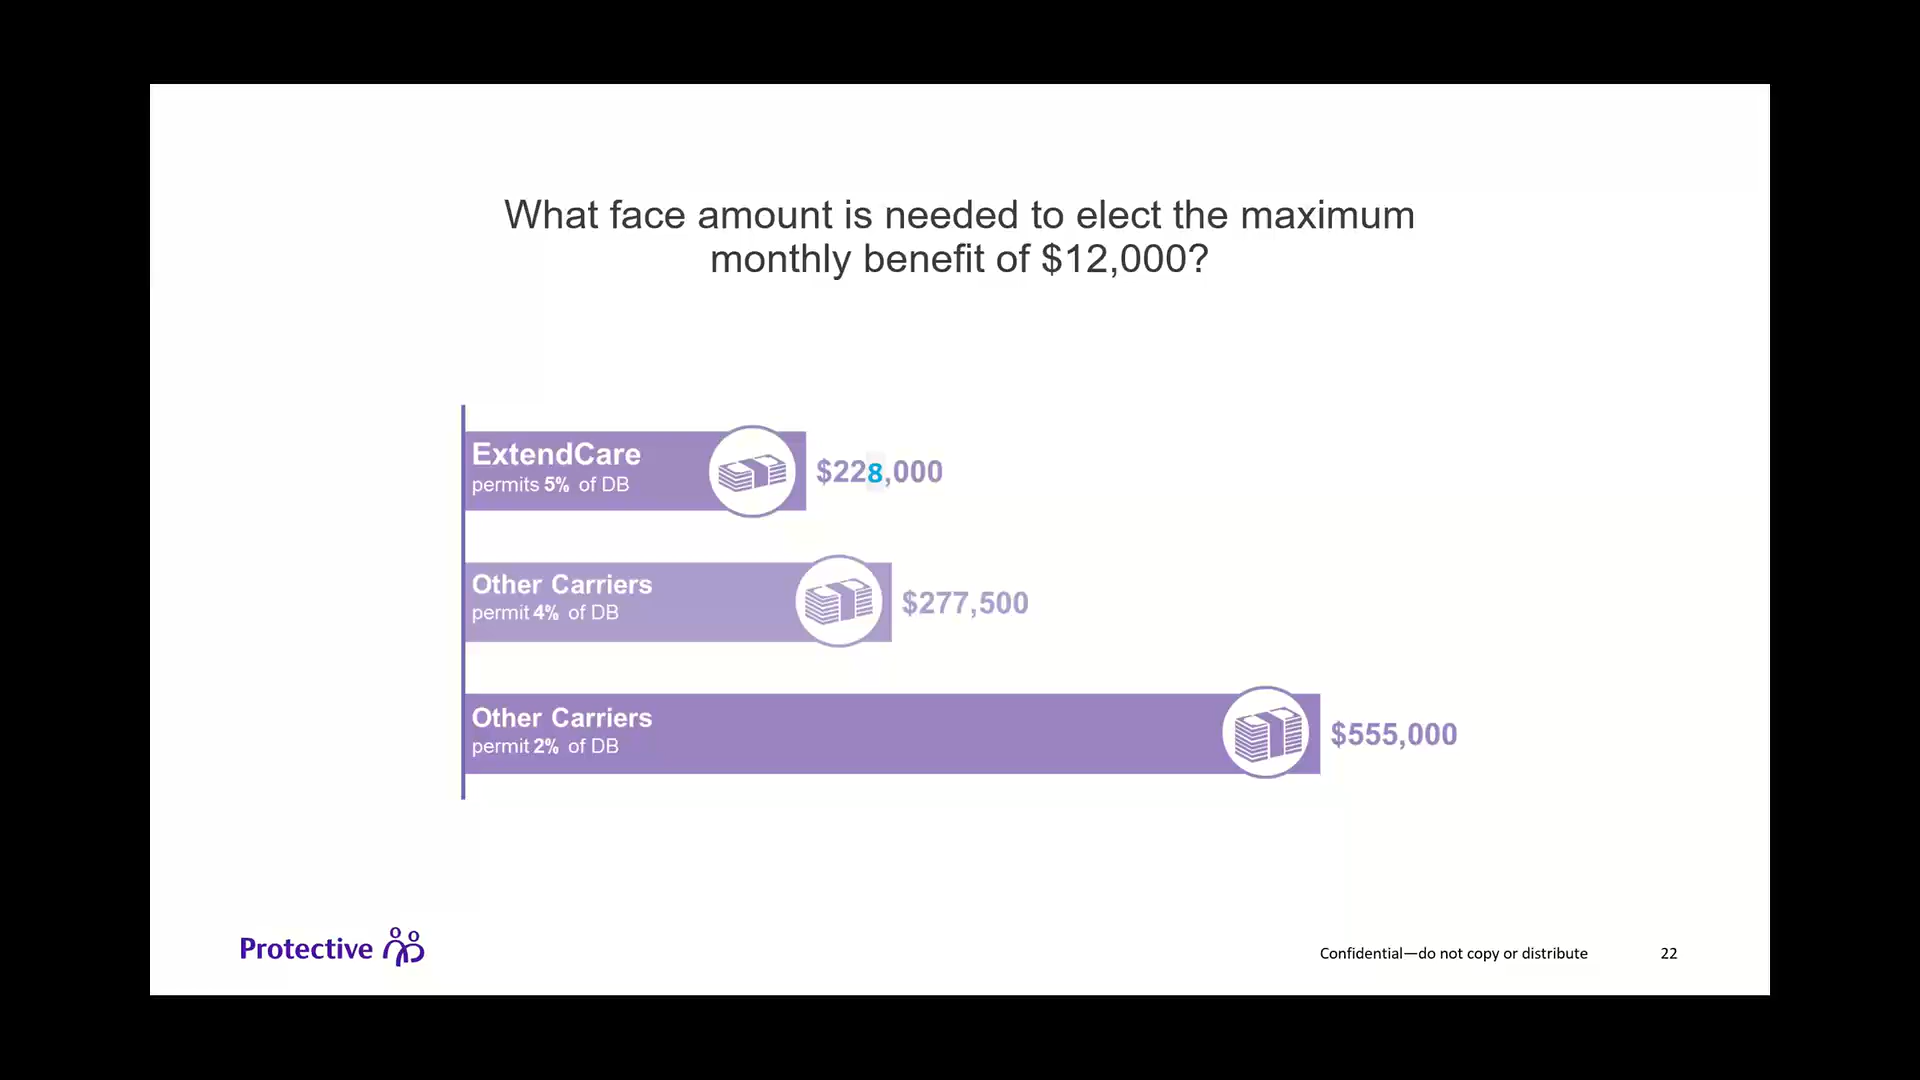 What face amount is needed to elect the maximum
monthly benefit of $12,000?
ExtendCare
permits 5% of DB
$228,000
Other Carriers
permit 4% of DB
$277,500
Other Carriers
permit 2% of DB
$555,000
Protective
Confidential—do not copy or distribute
22